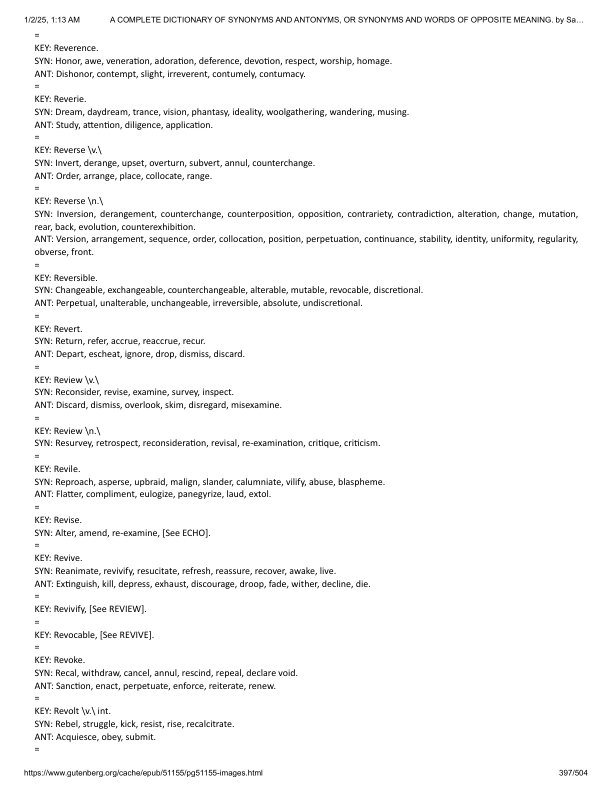 1/2/25, 1:13 AM A COMPLETE DICTIONARY OF SYNONYMS AND ANTONYMS, OR SYNONYMS AND WORDS OF OPPOSITE MEANING. by Sa…
=
KEY: Reverence.
SYN: Honor, awe, veneration, adoration, deference, devotion, respect, worship, homage.
ANT: Dishonor, contempt, slight, irreverent, contumely, contumacy.
=
KEY: Reverie.
SYN: Dream, daydream, trance, vision, phantasy, ideality, woolgathering, wandering, musing.
ANT: Study, attention, diligence, application.
=
KEY: Reverse \v.\
SYN: Invert, derange, upset, overturn, subvert, annul, counterchange.
ANT: Order, arrange, place, collocate, range.
=
KEY: Reverse \n.\
SYN: Inversion, derangement, counterchange, counterposition, opposition, contrariety, contradiction, alteration, change, mutation,
rear, back, evolution, counterexhibition.
ANT: Version, arrangement, sequence, order, collocation, position, perpetuation, continuance, stability, identity, uniformity, regularity,
obverse, front.
=
KEY: Reversible.
SYN: Changeable, exchangeable, counterchangeable, alterable, mutable, revocable, discretional.
ANT: Perpetual, unalterable, unchangeable, irreversible, absolute, undiscretional.
=
KEY: Revert.
SYN: Return, refer, accrue, reaccrue, recur.
ANT: Depart, escheat, ignore, drop, dismiss, discard.
=
KEY: Review \v.\
SYN: Reconsider, revise, examine, survey, inspect.
ANT: Discard, dismiss, overlook, skim, disregard, misexamine.
=
KEY: Review \n.\
SYN: Resurvey, retrospect, reconsideration, revisal, re-examination, critique, criticism.
=
KEY: Revile.
SYN: Reproach, asperse, upbraid, malign, slander, calumniate, vilify, abuse, blaspheme.
ANT: Flatter, compliment, eulogize, panegyrize, laud, extol.
=
KEY: Revise.
SYN: Alter, amend, re-examine, [See ECHO].
=
KEY: Revive.
SYN: Reanimate, revivify, resucitate, refresh, reassure, recover, awake, live.
ANT: Extinguish, kill, depress, exhaust, discourage, droop, fade, wither, decline, die.
=
KEY: Revivify, [See REVIEW].
=
KEY: Revocable, [See REVIVE].
=
KEY: Revoke.
SYN: Recal, withdraw, cancel, annul, rescind, repeal, declare void.
ANT: Sanction, enact, perpetuate, enforce, reiterate, renew.
=
KEY: Revolt \v.\ int.
SYN: Rebel, struggle, kick, resist, rise, recalcitrate.
ANT: Acquiesce, obey, submit.
=
https://www.gutenberg.org/cache/epub/51155/pg51155-images.html 397/504